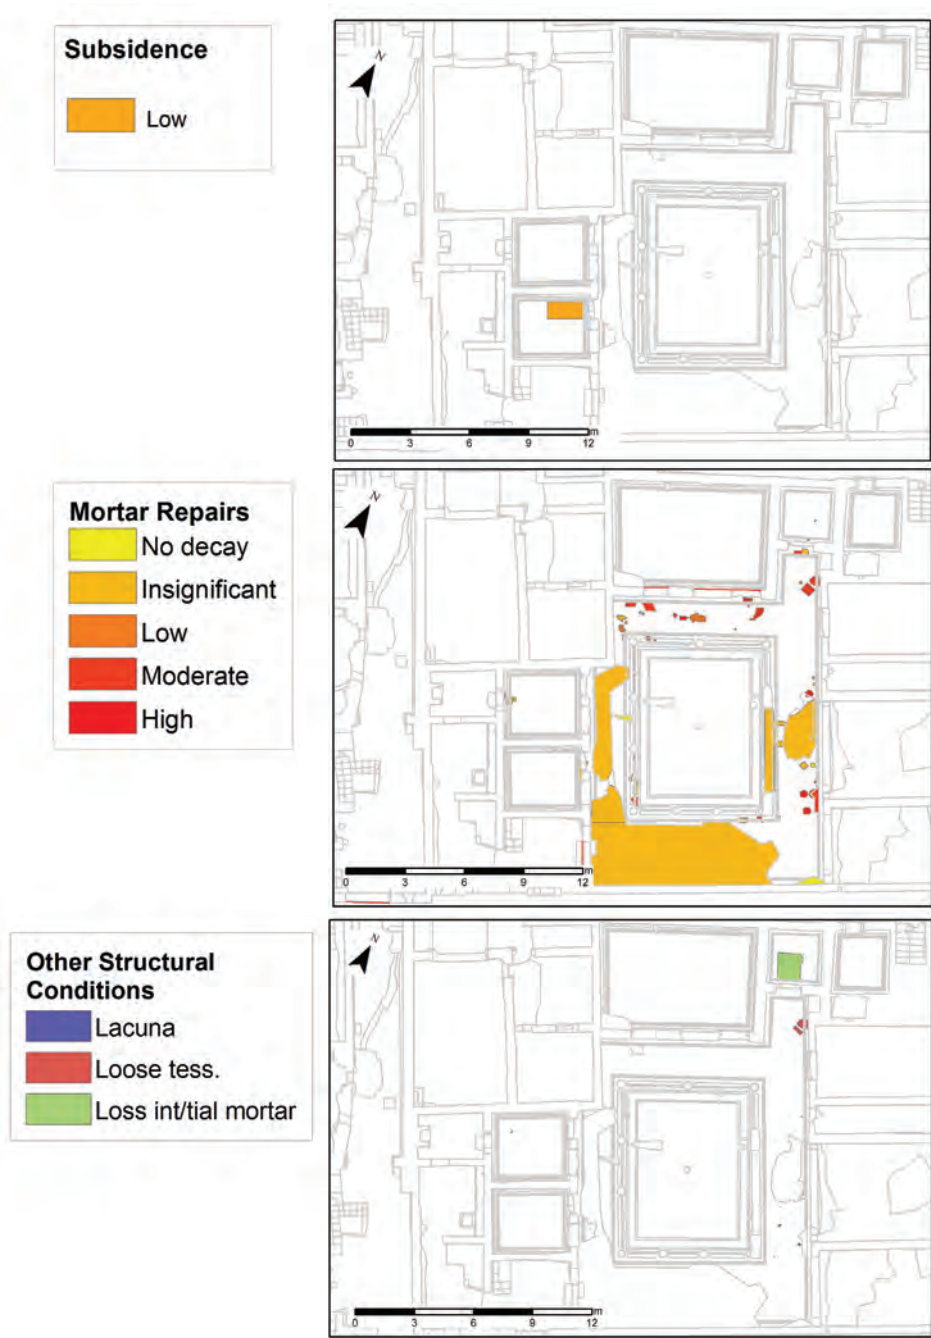 Subsidence
Low
N
0 3 6 9 12 m
Mortar Repairs
No decay
Insignificant
Low
Moderate
High
N
0 3 6 9 12 m
Other Structural
Conditions
Lacuna
Loose tess.
Loss int/tial mortar
N
0 3 6 9 12 m